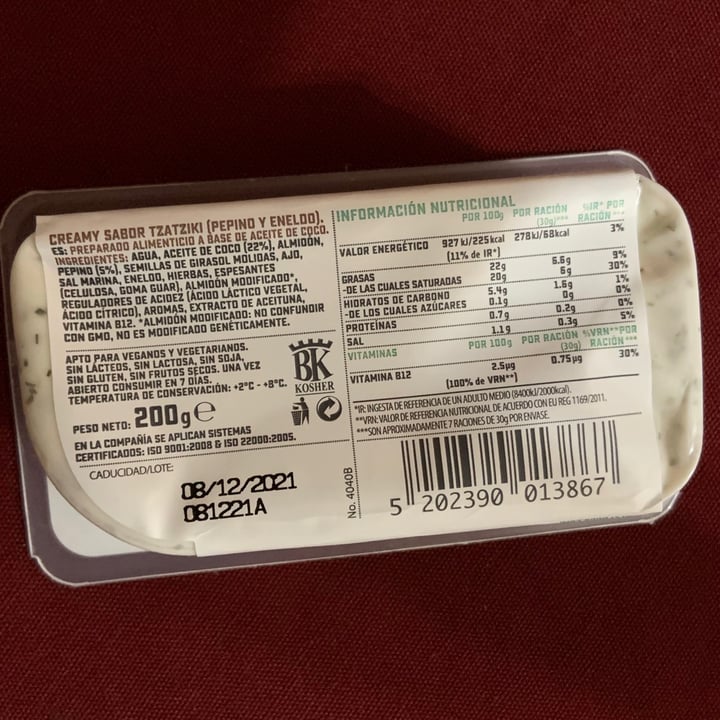 CREAMY SABOR TZATZIKI (PEPINO Y ENELDO).
ES: PREPARADO ALIMENTICIO A BASE DE ACEITE DE COCO.
INGREDIENTES: AGUA, ACEITE DE COCO (22%), ALMIDÓN,
PEPINO (5%), SEMILLAS DE GIRASOL MOLIDAS, AJO,
SAL MARINA, ENELDO, HIERBAS, ESPESANTES
(CELULOSA, GOMA GUAR), ALMIDÓN MODIFICADO*,
REGULADORES DE ACIDEZ (ÁCIDO LÁCTICO VEGETAL,
ÁCIDO CÍTRICO), AROMAS, EXTRACTO DE ACEITUNA,
VITAMINA B12. *ALMIDÓN MODIFICADO: NO CONFUNDIR
CON GMO, NO ES MODIFICADO GENÉTICAMENTE.
APTO PARA VEGANOS Y VEGETARIANOS.
SIN LÁCTEOS, SIN LACTOSA, SIN SOJA,
SIN GLUTEN, SIN FRUTOS SECOS. UNA VEZ
ABIERTO CONSUMIR EN 7 DÍAS.
TEMPERATURA DE CONSERVACIÓN: +2ºC - +8ºC.
BK
KOSHER
PESO NETO: 200g e
EN LA COMPAÑÍA SE APLICAN SISTEMAS
CERTIFICADOS: ISO 9001:2008 & ISO 22000:2005.
CADUCIDAD/LOTE:
08/12/2021
081221A
INFORMACIÓN NUTRICIONAL
POR 100g POR RACIÓN (30g)*** %IR* POR RACIÓN***
VALOR ENERGÉTICO 927 kJ/225kcal 278kJ/68kcal 3%
(11% de IR*)
GRASAS 22g 6.6g 9%
-DE LAS CUALES SATURADAS 20g 6g 30%
HIDRATOS DE CARBONO 5.4g 1.6g 1%
-DE LOS CUALES AZÚCARES 0.1g 0g 0%
PROTEÍNAS 0.7g 0.2g 0%
SAL 1.1g 0.3g 5%
VITAMINAS POR 100g POR RACIÓN (30g) %VRN**POR RACIÓN***
VITAMINA B12 2.5µg 0.75µg 30%
(100% de VRN**)
*IR: INGESTA DE REFERENCIA DE UN ADULTO MEDIO (8400kJ/2000kcal).
**VRN: VALOR DE REFERENCIA NUTRICIONAL DE ACUERDO CON EU REG 1169/2011.
***SON APROXIMADAMENTE 7 RACIONES DE 30g POR ENVASE.
No. 4040B
5 202390 013867